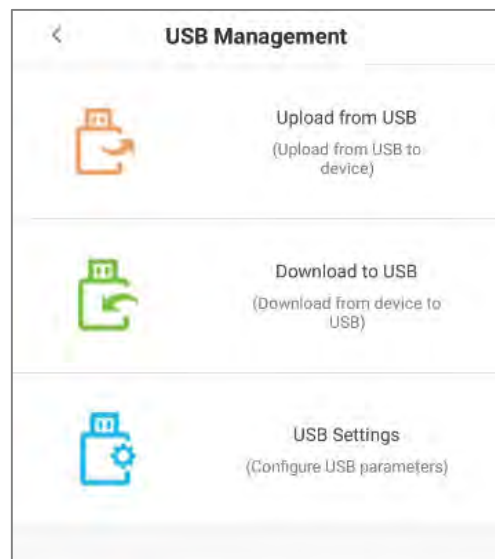 USB Management
Upload from USB
(Upload from USB to
device)
Download to USB
(Download from device to
USB)
USB Settings
(Configure USB parameters)